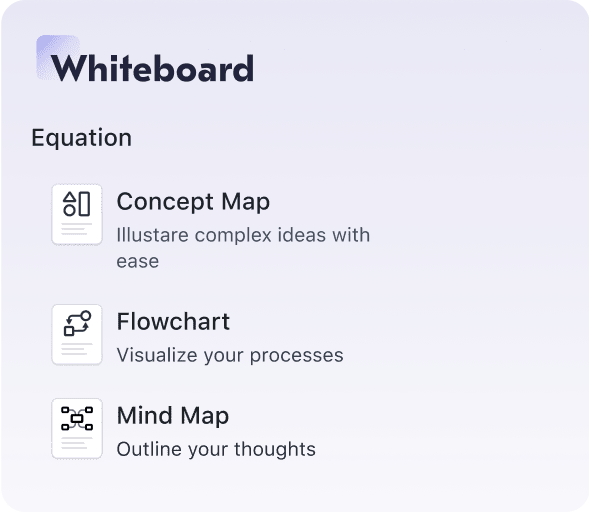 Whiteboard
Equation
Concept Map
Illustare complex ideas with
ease
Flowchart
Visualize your processes
Mind Map
Outline your thoughts